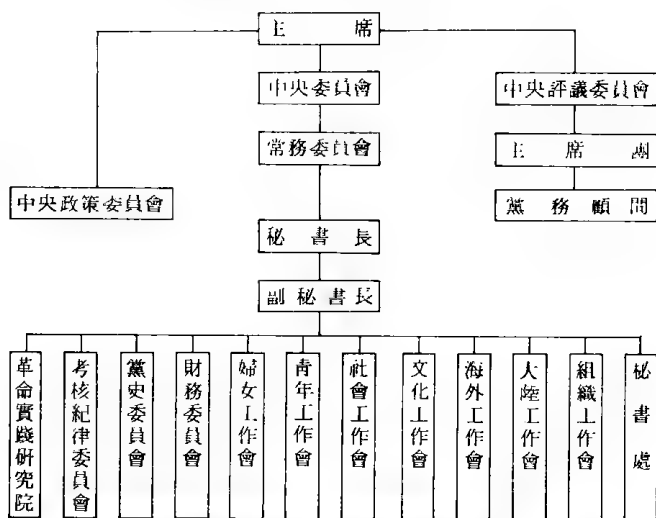 主席
中央委員會
中央評議委員會
常務委員會
主席團
中央政策委員會
黨務顧問
秘書長
副秘書長
秘書處
組織工作會
大陸工作會
海外工作會
文化工作會
社會工作會
青年工作會
婦女工作會
財務委員會
黨史委員會
考核紀律委員會
革命實踐研究院